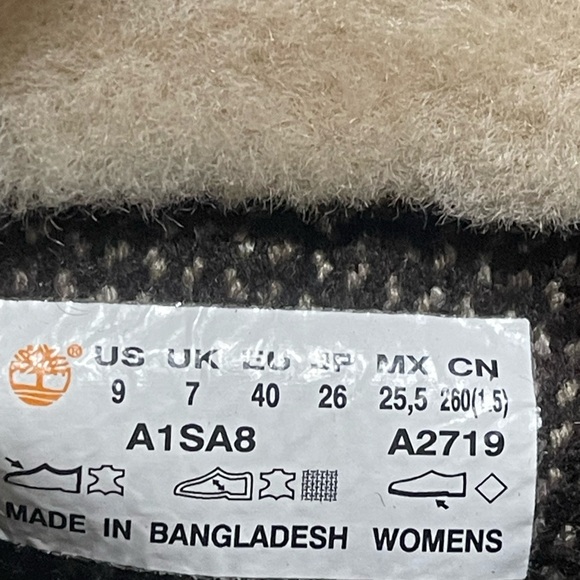 ® US UK EU JP MX CN
9 7 40 26 25,5 260(1.5)
A1SA8 A2719
MADE IN BANGLADESH WOMENS